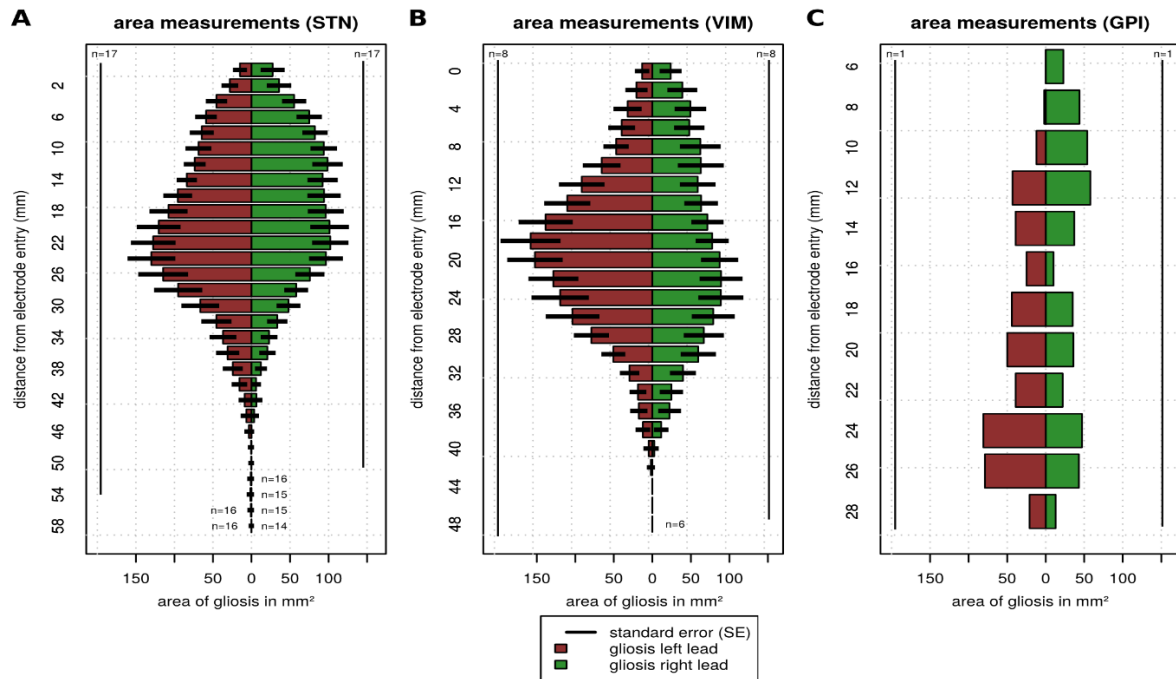 A
area measurements (STN)
n=17
n=17
distance from electrode entry (mm)
2
6
10
14
18
22
26
30
34
38
42
46
50
54
58
n=16
n=15
n=16
n=15
n=16
n=14
150
50
0
50
100
area of gliosis in mm²
B
area measurements (VIM)
n=8
n=8
distance from electrode entry (mm)
0
4
8
12
16
20
24
28
32
36
40
44
48
n=6
150
50
0
50
100
area of gliosis in mm²
C
area measurements (GPI)
n=1
n=1
distance from electrode entry (mm)
6
8
10
12
14
16
18
20
22
24
26
28
150
50
0
50
100
area of gliosis in mm²
standard error (SE)
gliosis left lead
gliosis right lead